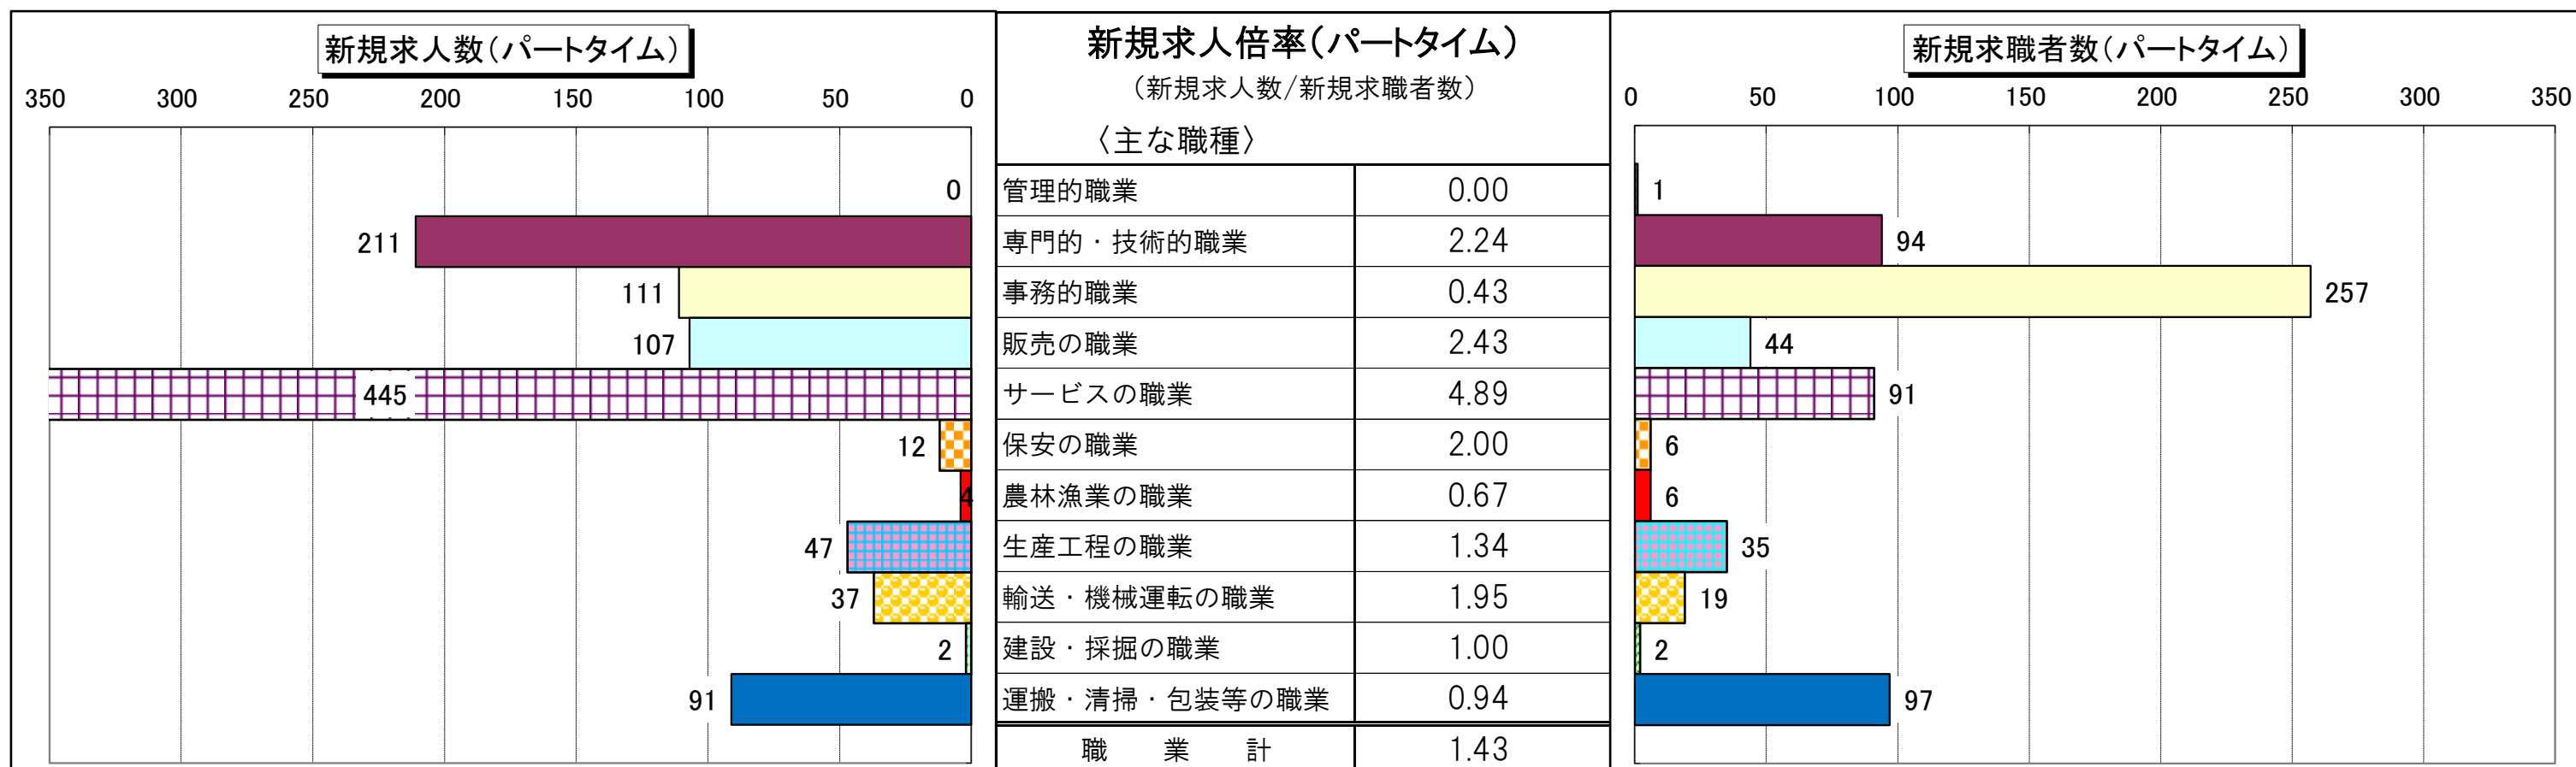 新規求人数(パートタイム)
350 300 250 200 150 100 50 0
0
211
111
107
445
12
4
47
37
2
91
新規求人倍率(パートタイム)
(新規求人数/新規求職者数)
〈主な職種〉
管理的職業 0.00
専門的・技術的職業 2.24
事務的職業 0.43
販売の職業 2.43
サービスの職業 4.89
保安の職業 2.00
農林漁業の職業 0.67
生産工程の職業 1.34
輸送・機械運転の職業 1.95
建設・採掘の職業 1.00
運搬・清掃・包装等の職業 0.94
職 業 計 1.43
新規求職者数(パートタイム)
0 50 100 150 200 250 300 350
1
94
257
44
91
6
6
35
19
2
97